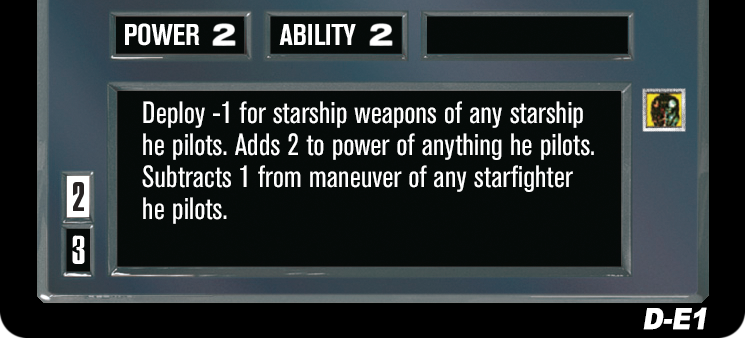 POWER 2 ABILITY 2
Deploy -1 for starship weapons of any starship
he pilots. Adds 2 to power of anything he pilots.
Subtracts 1 from maneuver of any starfighter
he pilots.
2
3
D-E1